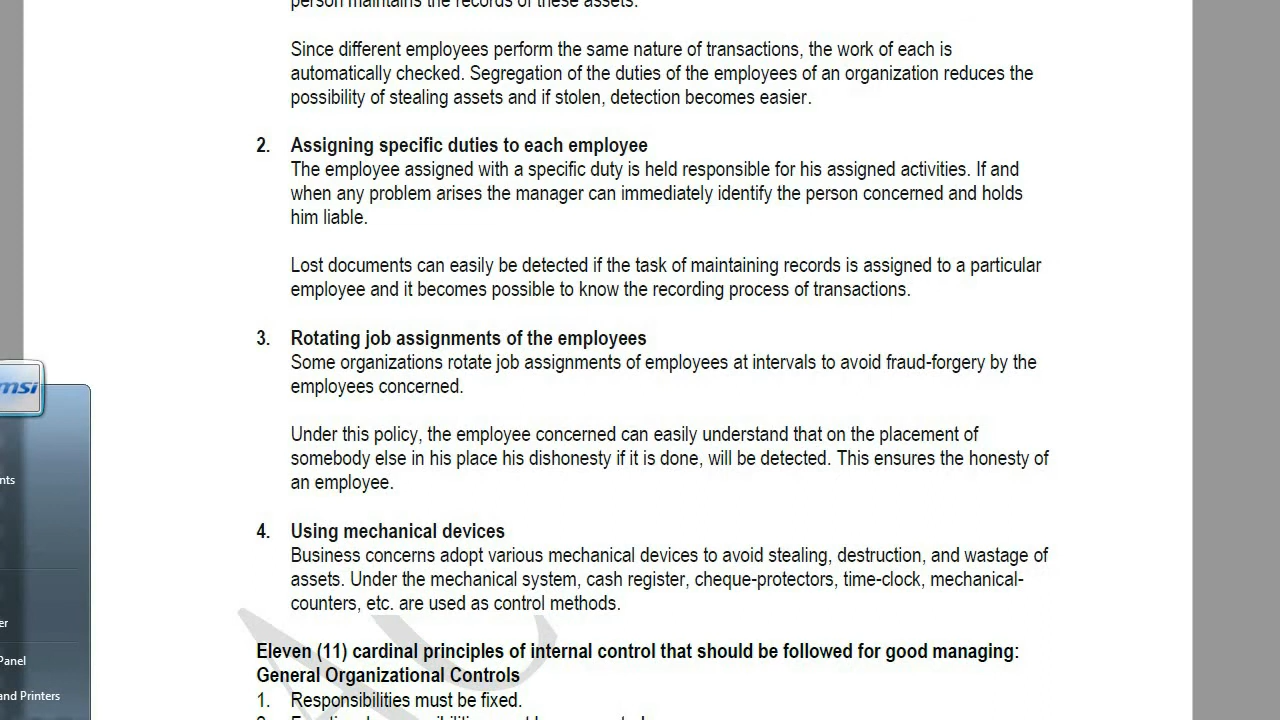 person maintains the records of these assets.
Since different employees perform the same nature of transactions, the work of each is
automatically checked. Segregation of the duties of the employees of an organization reduces the
possibility of stealing assets and if stolen, detection becomes easier.
2. Assigning specific duties to each employee
The employee assigned with a specific duty is held responsible for his assigned activities. If and
when any problem arises the manager can immediately identify the person concerned and holds
him liable.
Lost documents can easily be detected if the task of maintaining records is assigned to a particular
employee and it becomes possible to know the recording process of transactions.
3. Rotating job assignments of the employees
Some organizations rotate job assignments of employees at intervals to avoid fraud-forgery by the
employees concerned.
Under this policy, the employee concerned can easily understand that on the placement of
somebody else in his place his dishonesty if it is done, will be detected. This ensures the honesty of
an employee.
4. Using mechanical devices
Business concerns adopt various mechanical devices to avoid stealing, destruction, and wastage of
assets. Under the mechanical system, cash register, cheque-protectors, time-clock, mechanical-
counters, etc. are used as control methods.
Eleven (11) cardinal principles of internal control that should be followed for good managing:
General Organizational Controls
1. Responsibilities must be fixed.
msi
nts
er
Panel
and Printers